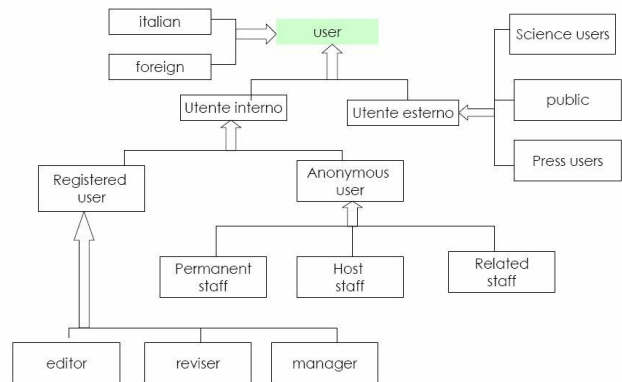 italian
user
Science users
foreign
Utente interno
Utente esterno
public
Press users
Registered
user
Anonymous
user
Permanent
staff
Host
staff
Related
staff
editor
reviser
manager